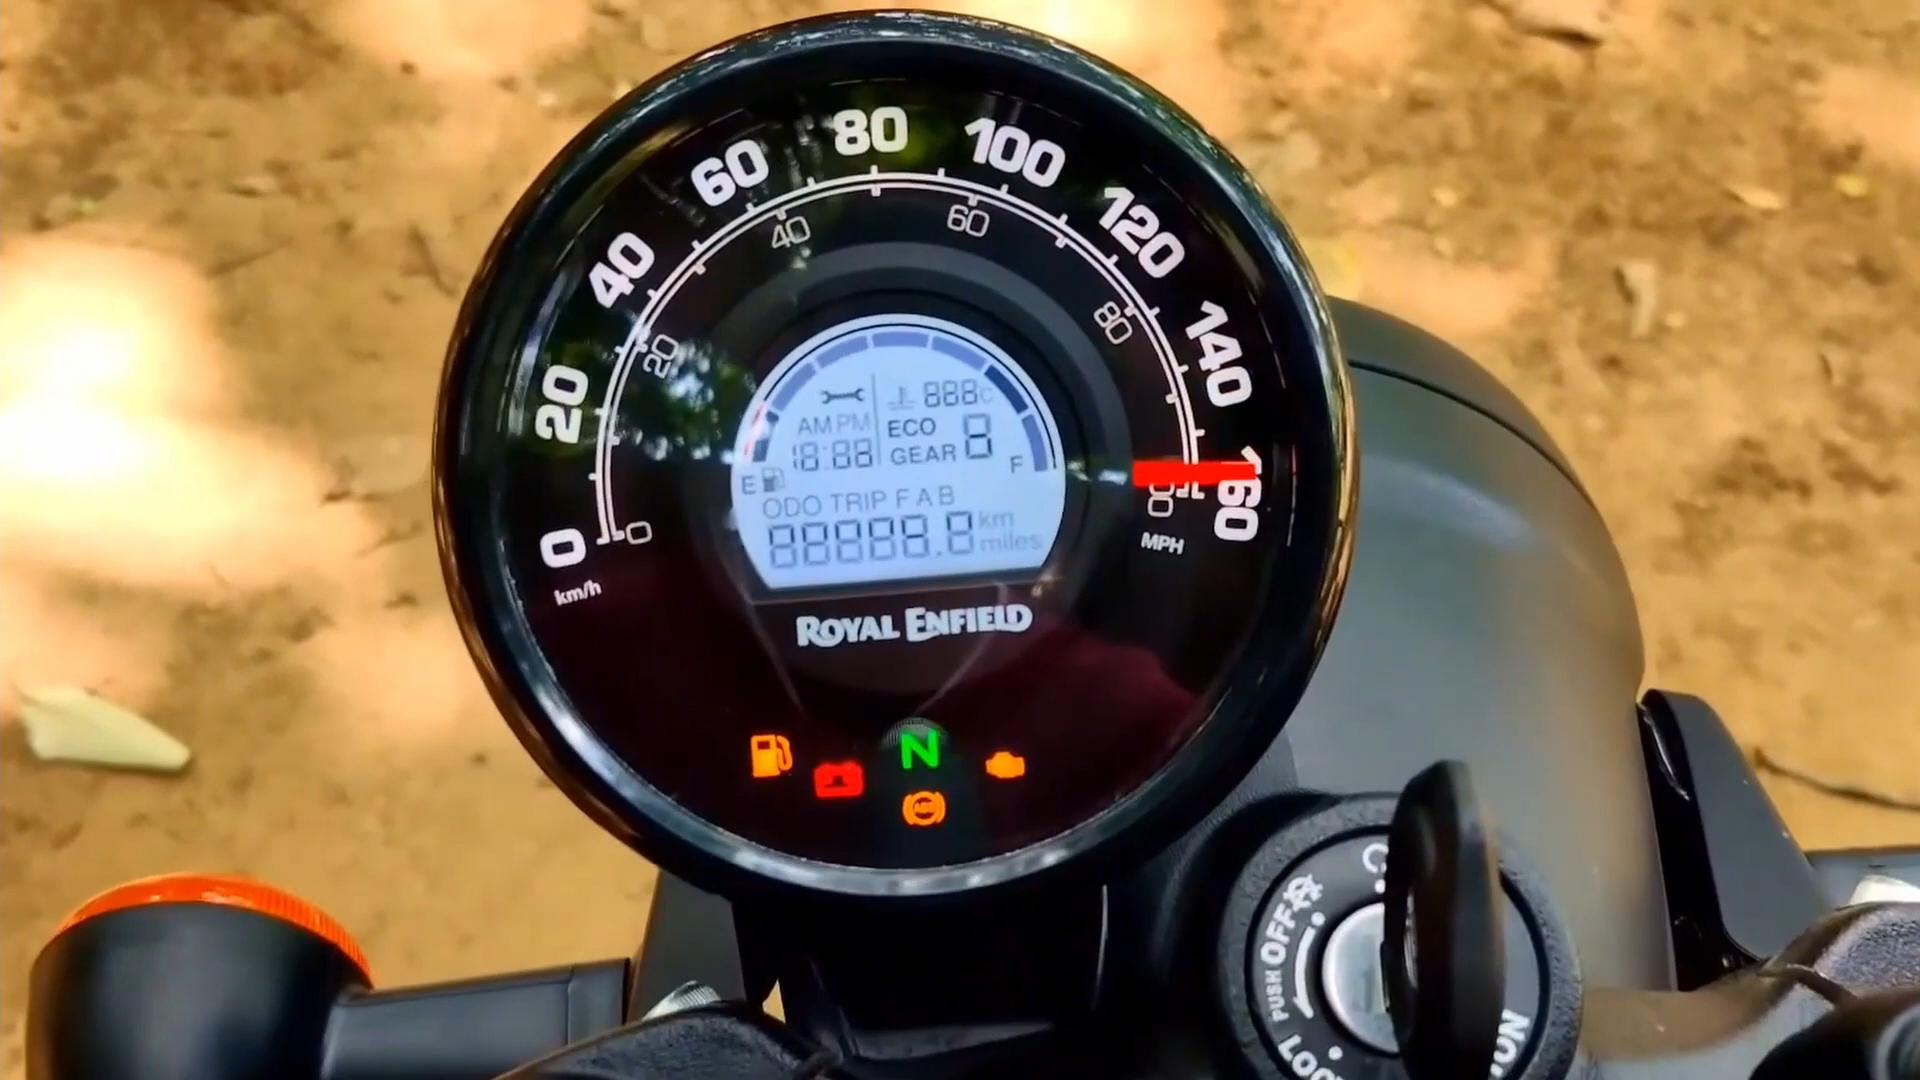 80
60
100
40
120
20
140
0
160
km/h
40
60
20
80
0
MPH
888C
AM PM
ECO
8
18:88
GEAR
E
F
ODO TRIP F A B
88888.8
km
miles
ROYAL ENFIELD
N
ABS
OFF
PUSH
ON